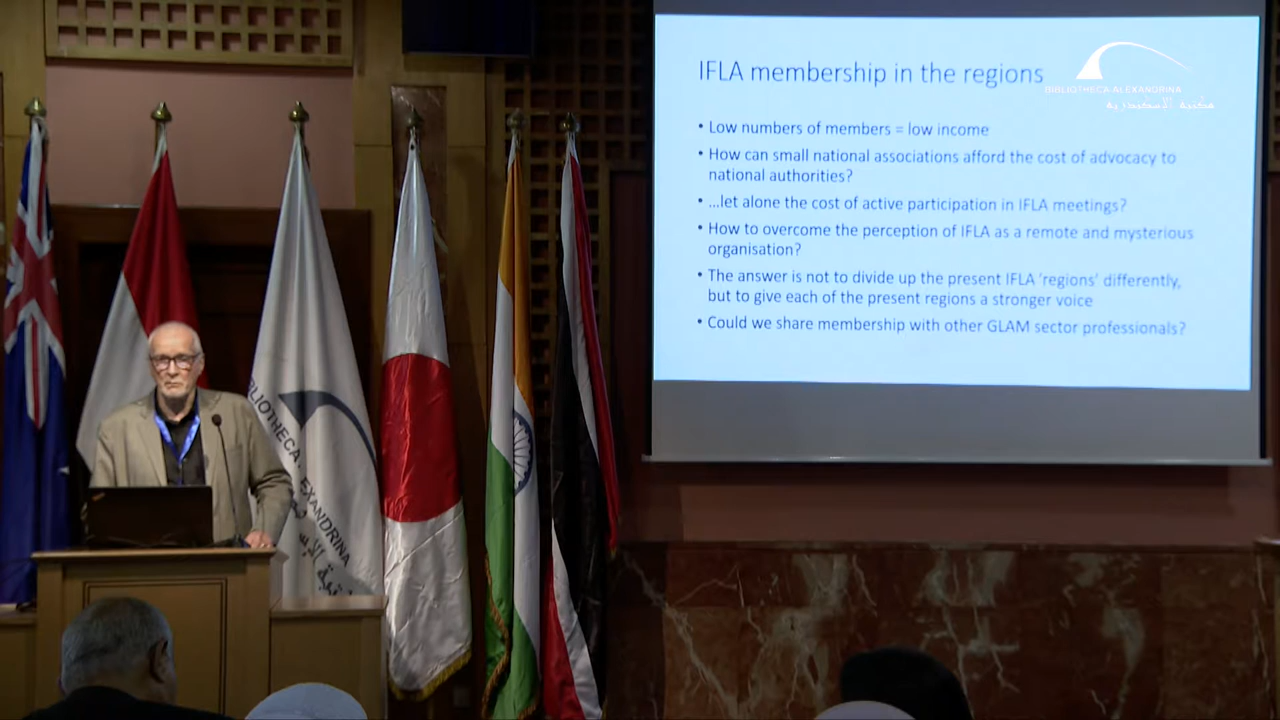 IFLA membership in the regions
BIBLIOTHECA·ALEXANDRINA
مكتبة الإسكندرية
• Low numbers of members = low income
• How can small national associations afford the cost of advocacy to
national authorities?
• ...let alone the cost of active participation in IFLA meetings?
• How to overcome the perception of IFLA as a remote and mysterious
organisation?
• The answer is not to divide up the present IFLA ‘regions’ differently,
but to give each of the present regions a stronger voice
• Could we share membership with other GLAM sector professionals?